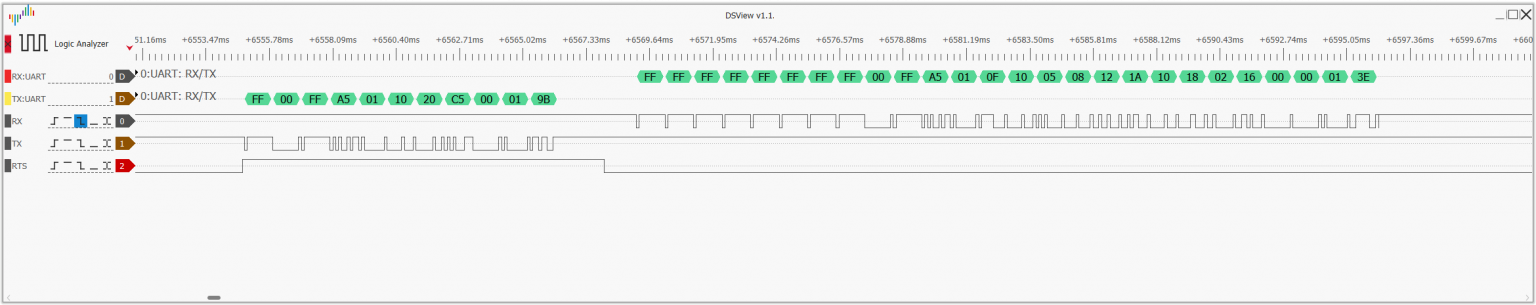 DSView v1.1.
Logic Analyzer
51.16ms +6553.47ms +6555.78ms +6558.09ms +6560.40ms +6562.71ms +6565.02ms +6567.33ms +6569.64ms +6571.95ms +6574.26ms +6576.57ms +6578.88ms +6581.19ms +6583.50ms +6585.81ms +6588.12ms +6590.43ms +6592.74ms +6595.05ms +6597.36ms +6599.67ms +660
RX:UART 0 D 0:UART: RX/TX FF FF FF FF FF FF FF FF 00 FF A5 01 0F 10 05 08 12 1A 10 18 02 16 00 00 01 3E
TX:UART 1 D 0:UART: RX/TX FF 00 FF A5 01 10 20 C5 00 01 9B
RX 0
TX 1
RTS 2